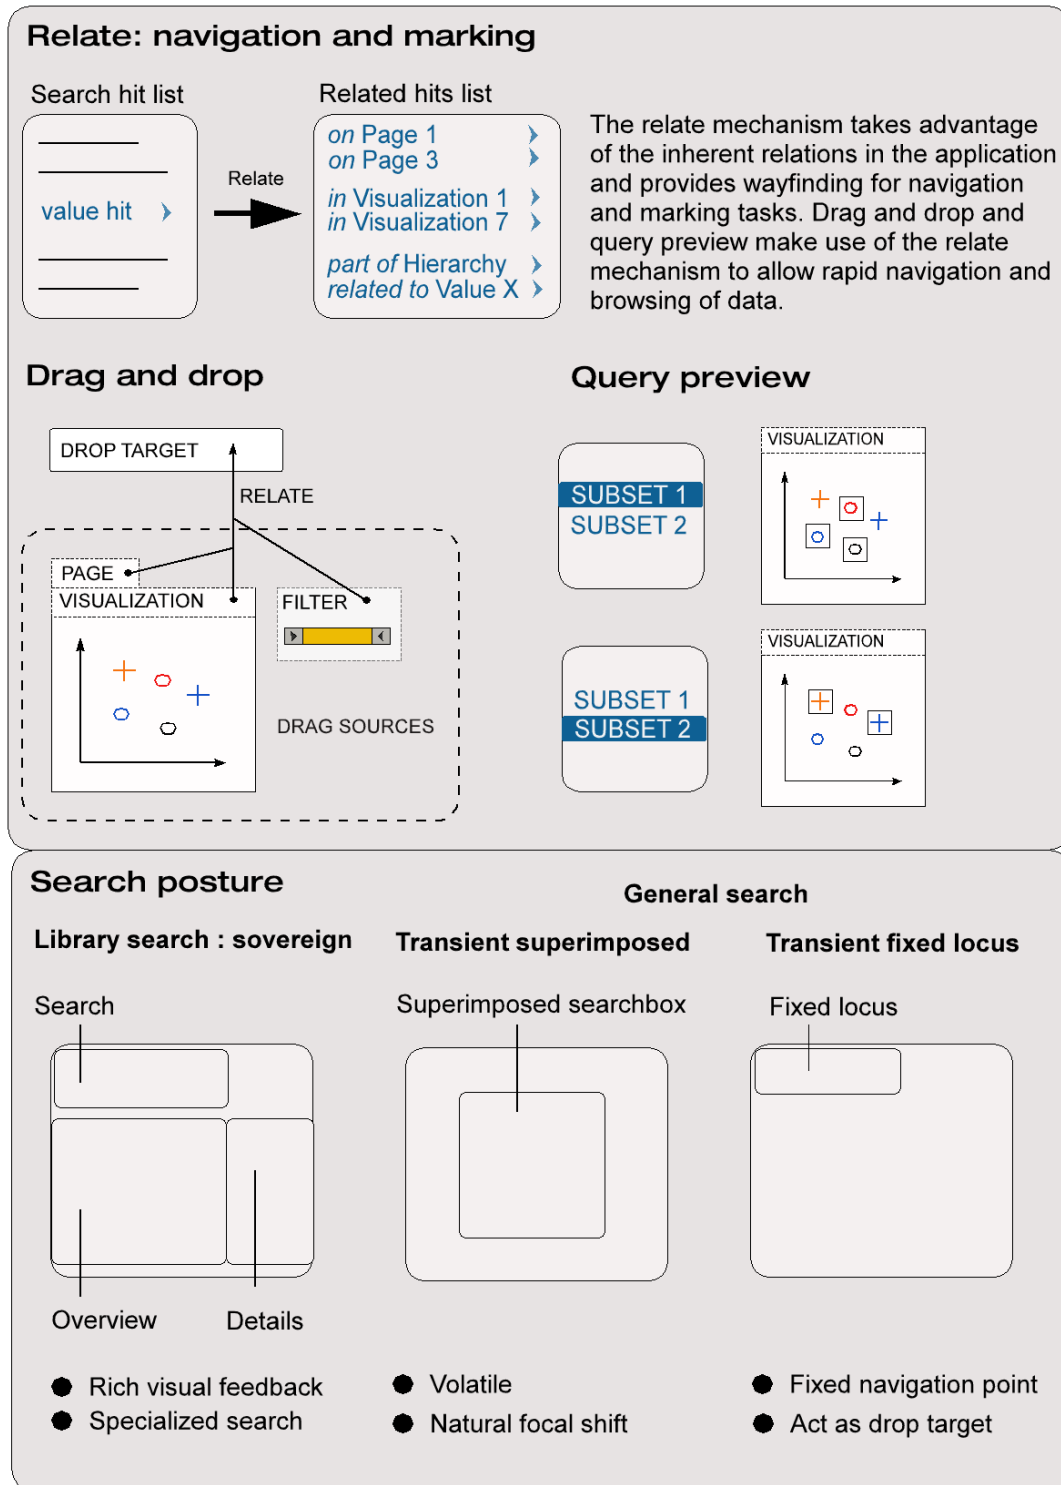 Relate: navigation and marking
Search hit list
value hit
Relate
Related hits list
on Page 1
on Page 3
in Visualization 1
in Visualization 7
part of Hierarchy
related to Value X
The relate mechanism takes advantage
of the inherent relations in the application
and provides wayfinding for navigation
and marking tasks. Drag and drop and
query preview make use of the relate
mechanism to allow rapid navigation and
browsing of data.
Drag and drop
DROP TARGET
RELATE
PAGE
VISUALIZATION
FILTER
DRAG SOURCES
Query preview
SUBSET 1
SUBSET 2
VISUALIZATION
SUBSET 1
SUBSET 2
VISUALIZATION
Search posture
General search
Library search : sovereign
Transient superimposed
Transient fixed locus
Search
Superimposed searchbox
Fixed locus
Overview
Details
Rich visual feedback
Specialized search
Volatile
Natural focal shift
Fixed navigation point
Act as drop target